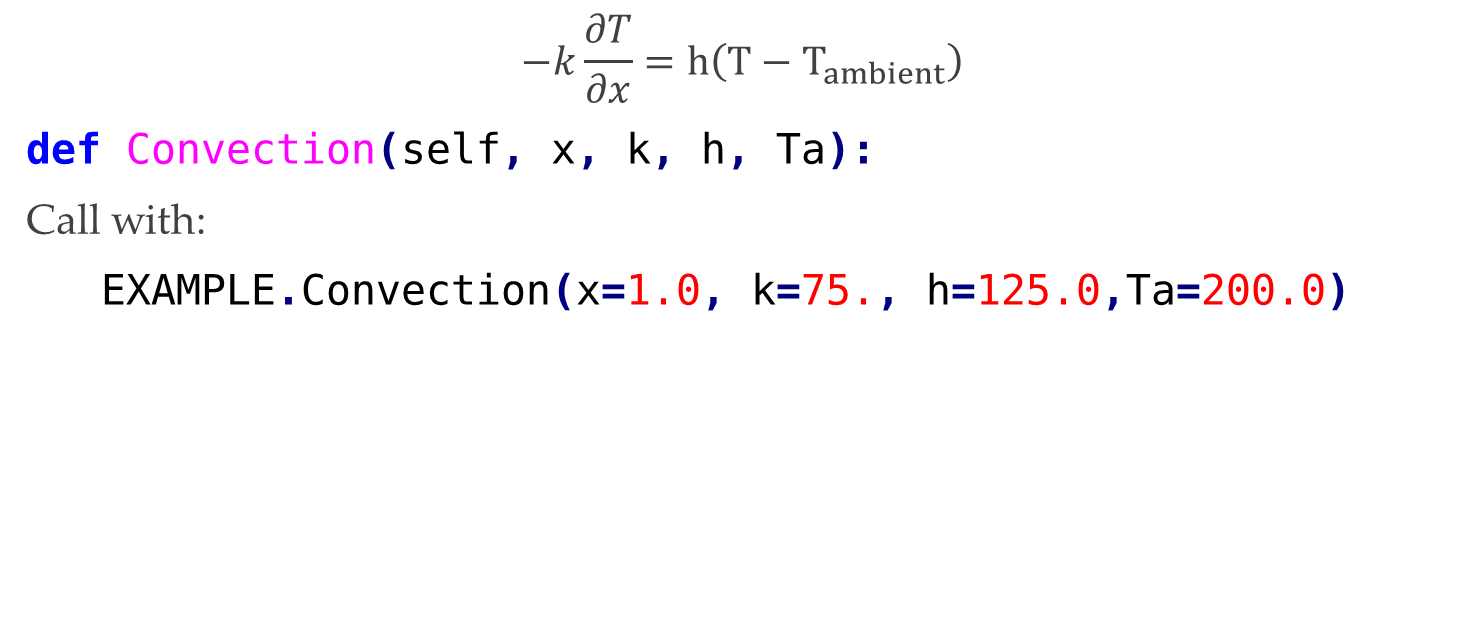 −k ∂T/∂x = h(T − T_ambient)
def Convection(self, x, k, h, Ta):
Call with:
EXAMPLE.Convection(x=1.0, k=75., h=125.0,Ta=200.0)